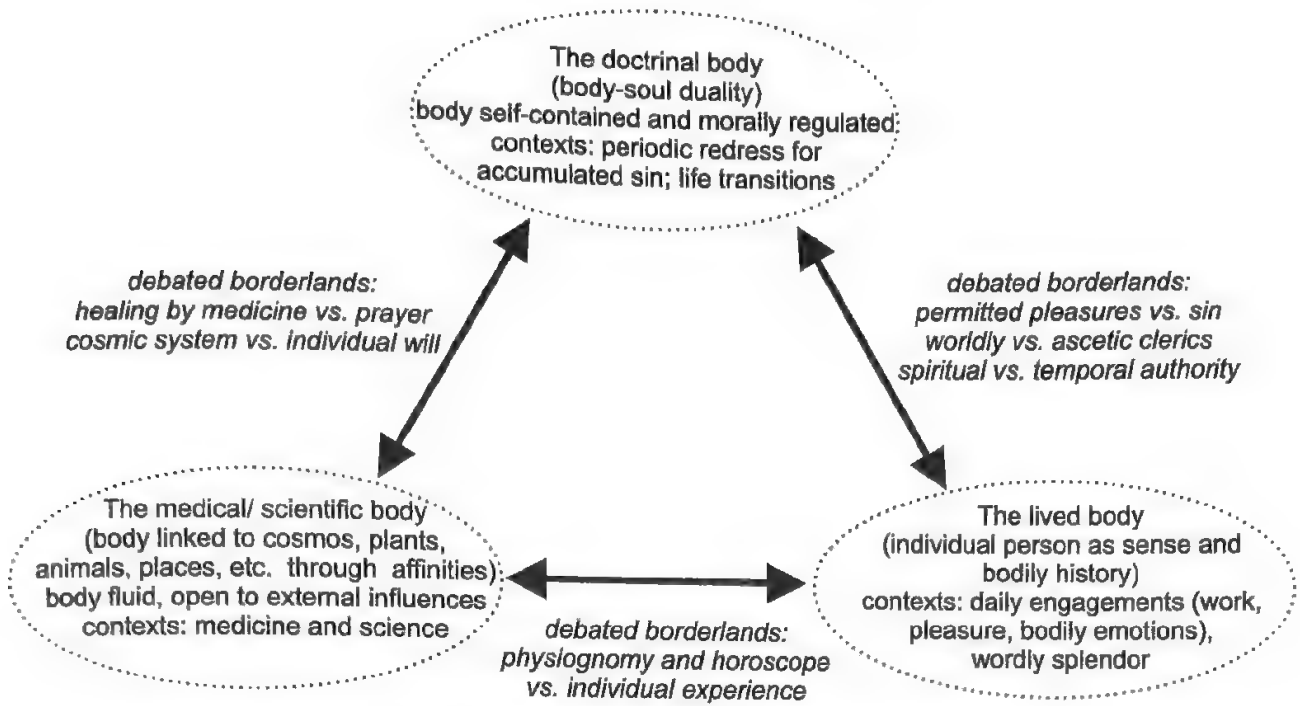 The doctrinal body
(body-soul duality)
body self-contained and morally regulated
contexts: periodic redress for
accumulated sin; life transitions
debated borderlands:
healing by medicine vs. prayer
cosmic system vs. individual will
debated borderlands:
permitted pleasures vs. sin
worldly vs. ascetic clerics
spiritual vs. temporal authority
The medical/ scientific body
(body linked to cosmos, plants,
animals, places, etc. through affinities)
body fluid, open to external influences
contexts: medicine and science
debated borderlands:
physiognomy and horoscope
vs. individual experience
The lived body
(individual person as sense and
bodily history)
contexts: daily engagements (work,
pleasure, bodily emotions),
wordly splendor